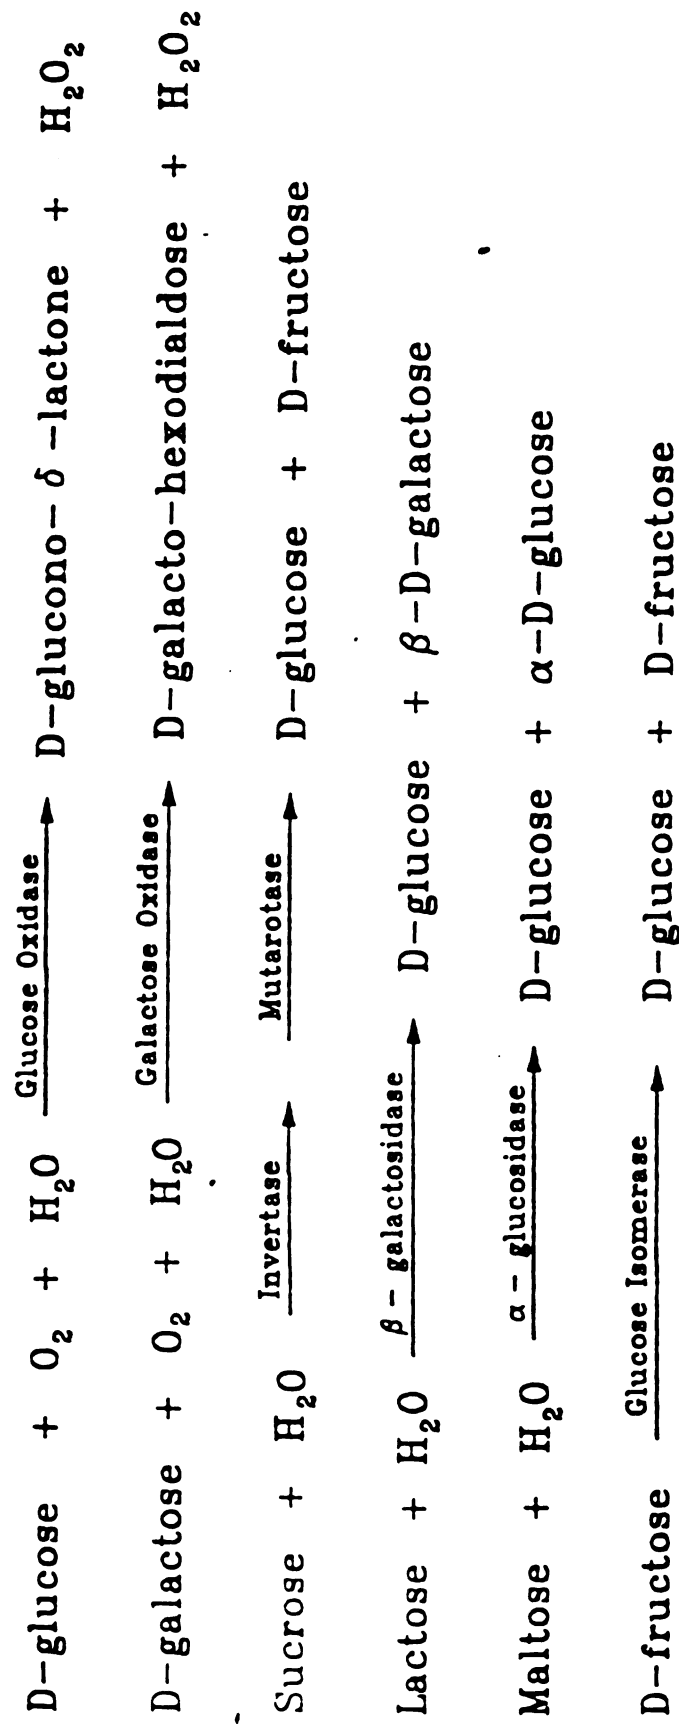 D-glucose + O₂ + H₂O Glucose Oxidase → D-glucono-δ-lactone + H₂O₂
D-galactose + O₂ + H₂O Galactose Oxidase → D-galacto-hexodialdose + H₂O₂
Sucrose + H₂O Invertase → Mutarotase → D-glucose + D-fructose
Lactose + H₂O β-galactosidase → D-glucose + β-D-galactose
Maltose + H₂O α-glucosidase → D-glucose + α-D-glucose
D-fructose Glucose Isomerase → D-glucose + D-fructose